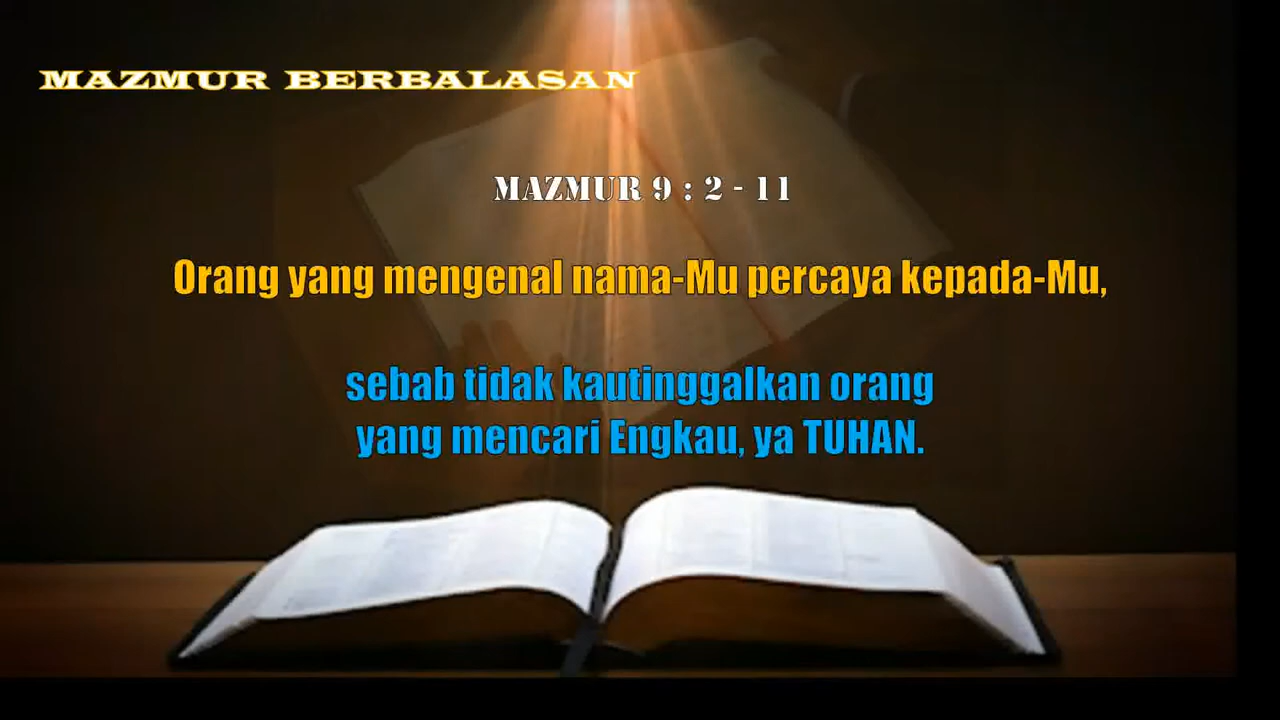 MAZMUR BERBALASAN
MAZMUR 9 : 2 - 11
Orang yang mengenal nama-Mu percaya kepada-Mu,
sebab tidak kautinggalkan orang
yang mencari Engkau, ya TUHAN.